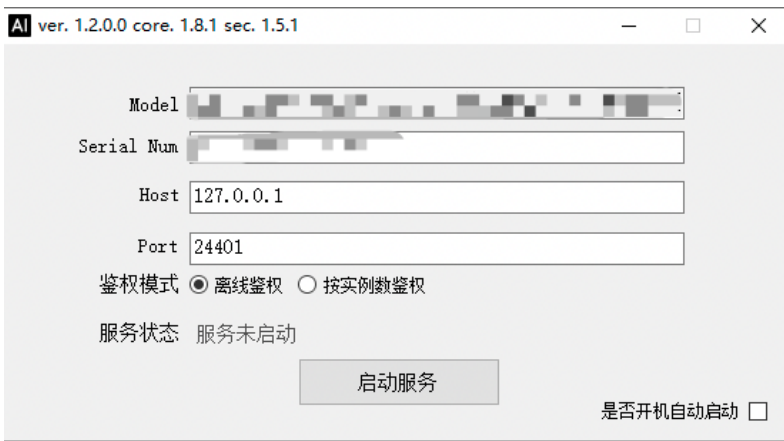 AI ver. 1.2.0.0 core. 1.8.1 sec. 1.5.1
Model
Serial Num
Host 127.0.0.1
Port 24401
鉴权模式 离线鉴权 按实例数鉴权
服务状态 服务未启动
启动服务
是否开机自动启动